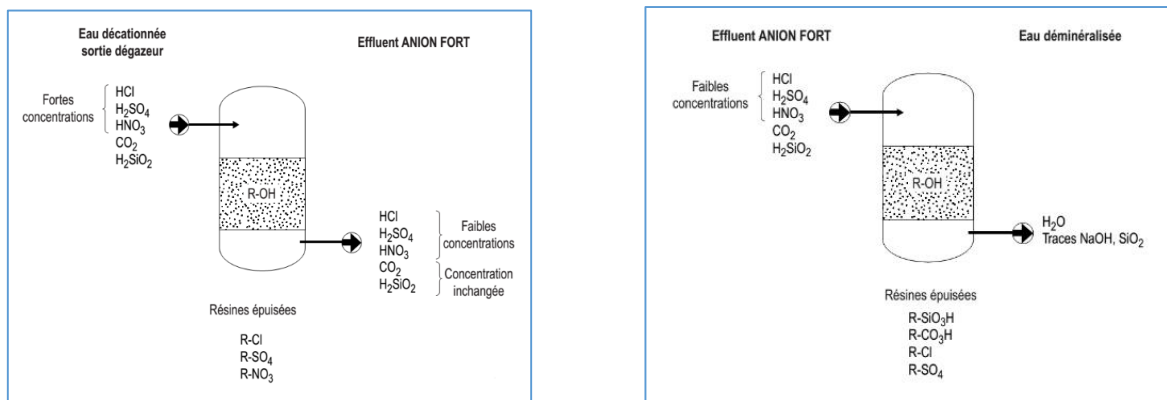 Eau décationnée
sortie dégazeur
Effluent ANION FORT
Fortes
concentrations
HCl
H₂SO₄
HNO₃
CO₂
H₂SiO₂
R-OH
HCl
H₂SO₄
HNO₃
CO₂
H₂SiO₂
Faibles
concentrations
Concentration
inchangée
Résines épuisées
R-Cl
R-SO₄
R-NO₃
Effluent ANION FORT
Eau déminéralisée
Faibles
concentrations
HCl
H₂SO₄
HNO₃
CO₂
H₂SiO₂
R-OH
H₂O
Traces NaOH, SiO₂
Résines épuisées
R-SiO₃H
R-CO₃H
R-Cl
R-SO₄